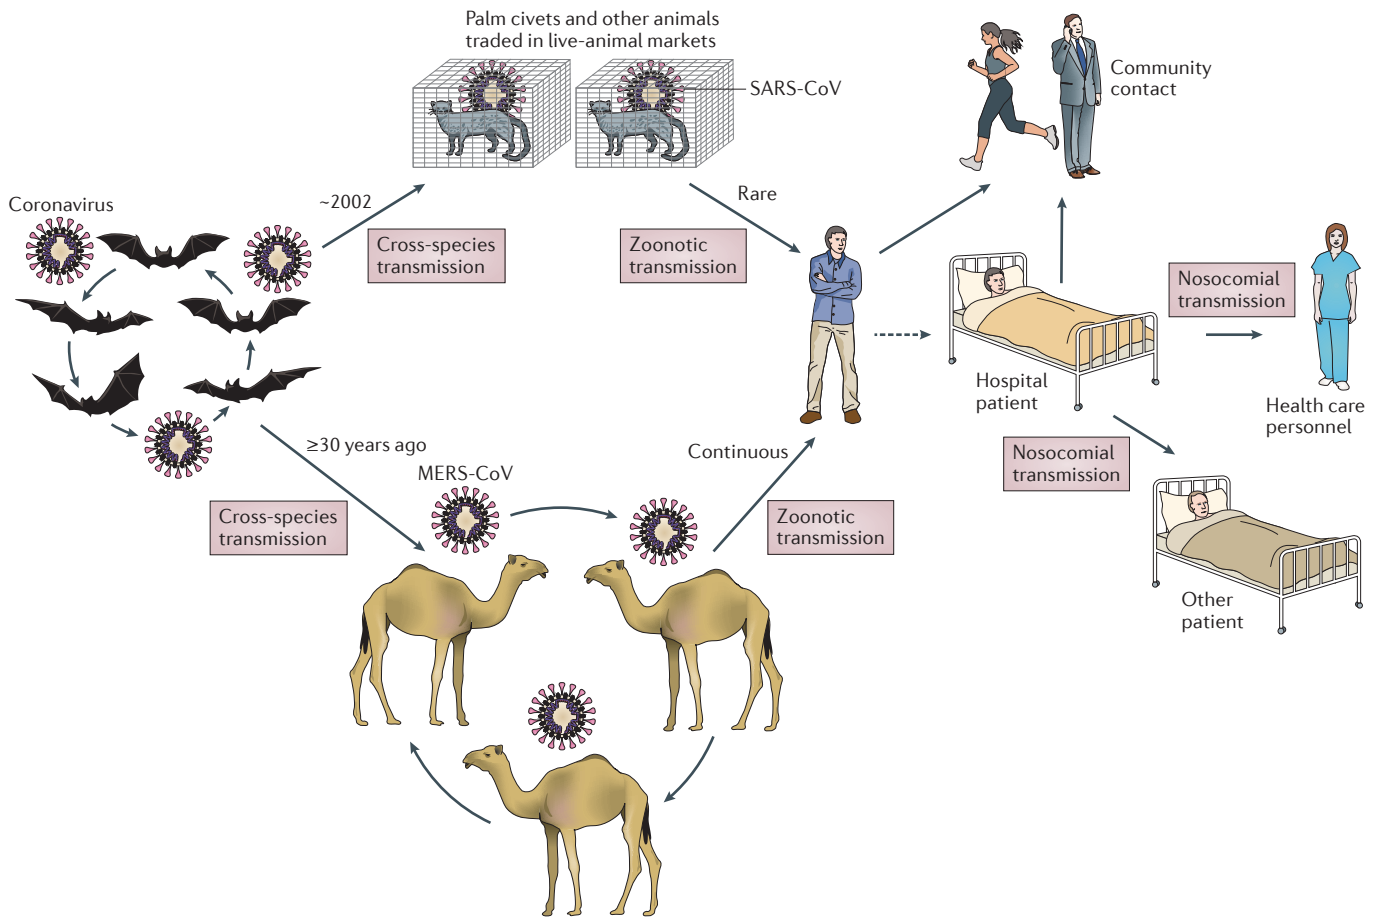 Palm civets and other animals
traded in live-animal markets
SARS-CoV
Community
contact
Coronavirus
~2002
Cross-species
transmission
Rare
Zoonotic
transmission
Nosocomial
transmission
Hospital
patient
Health care
personnel
Nosocomial
transmission
≥30 years ago
Cross-species
transmission
MERS-CoV
Continuous
Zoonotic
transmission
Other
patient